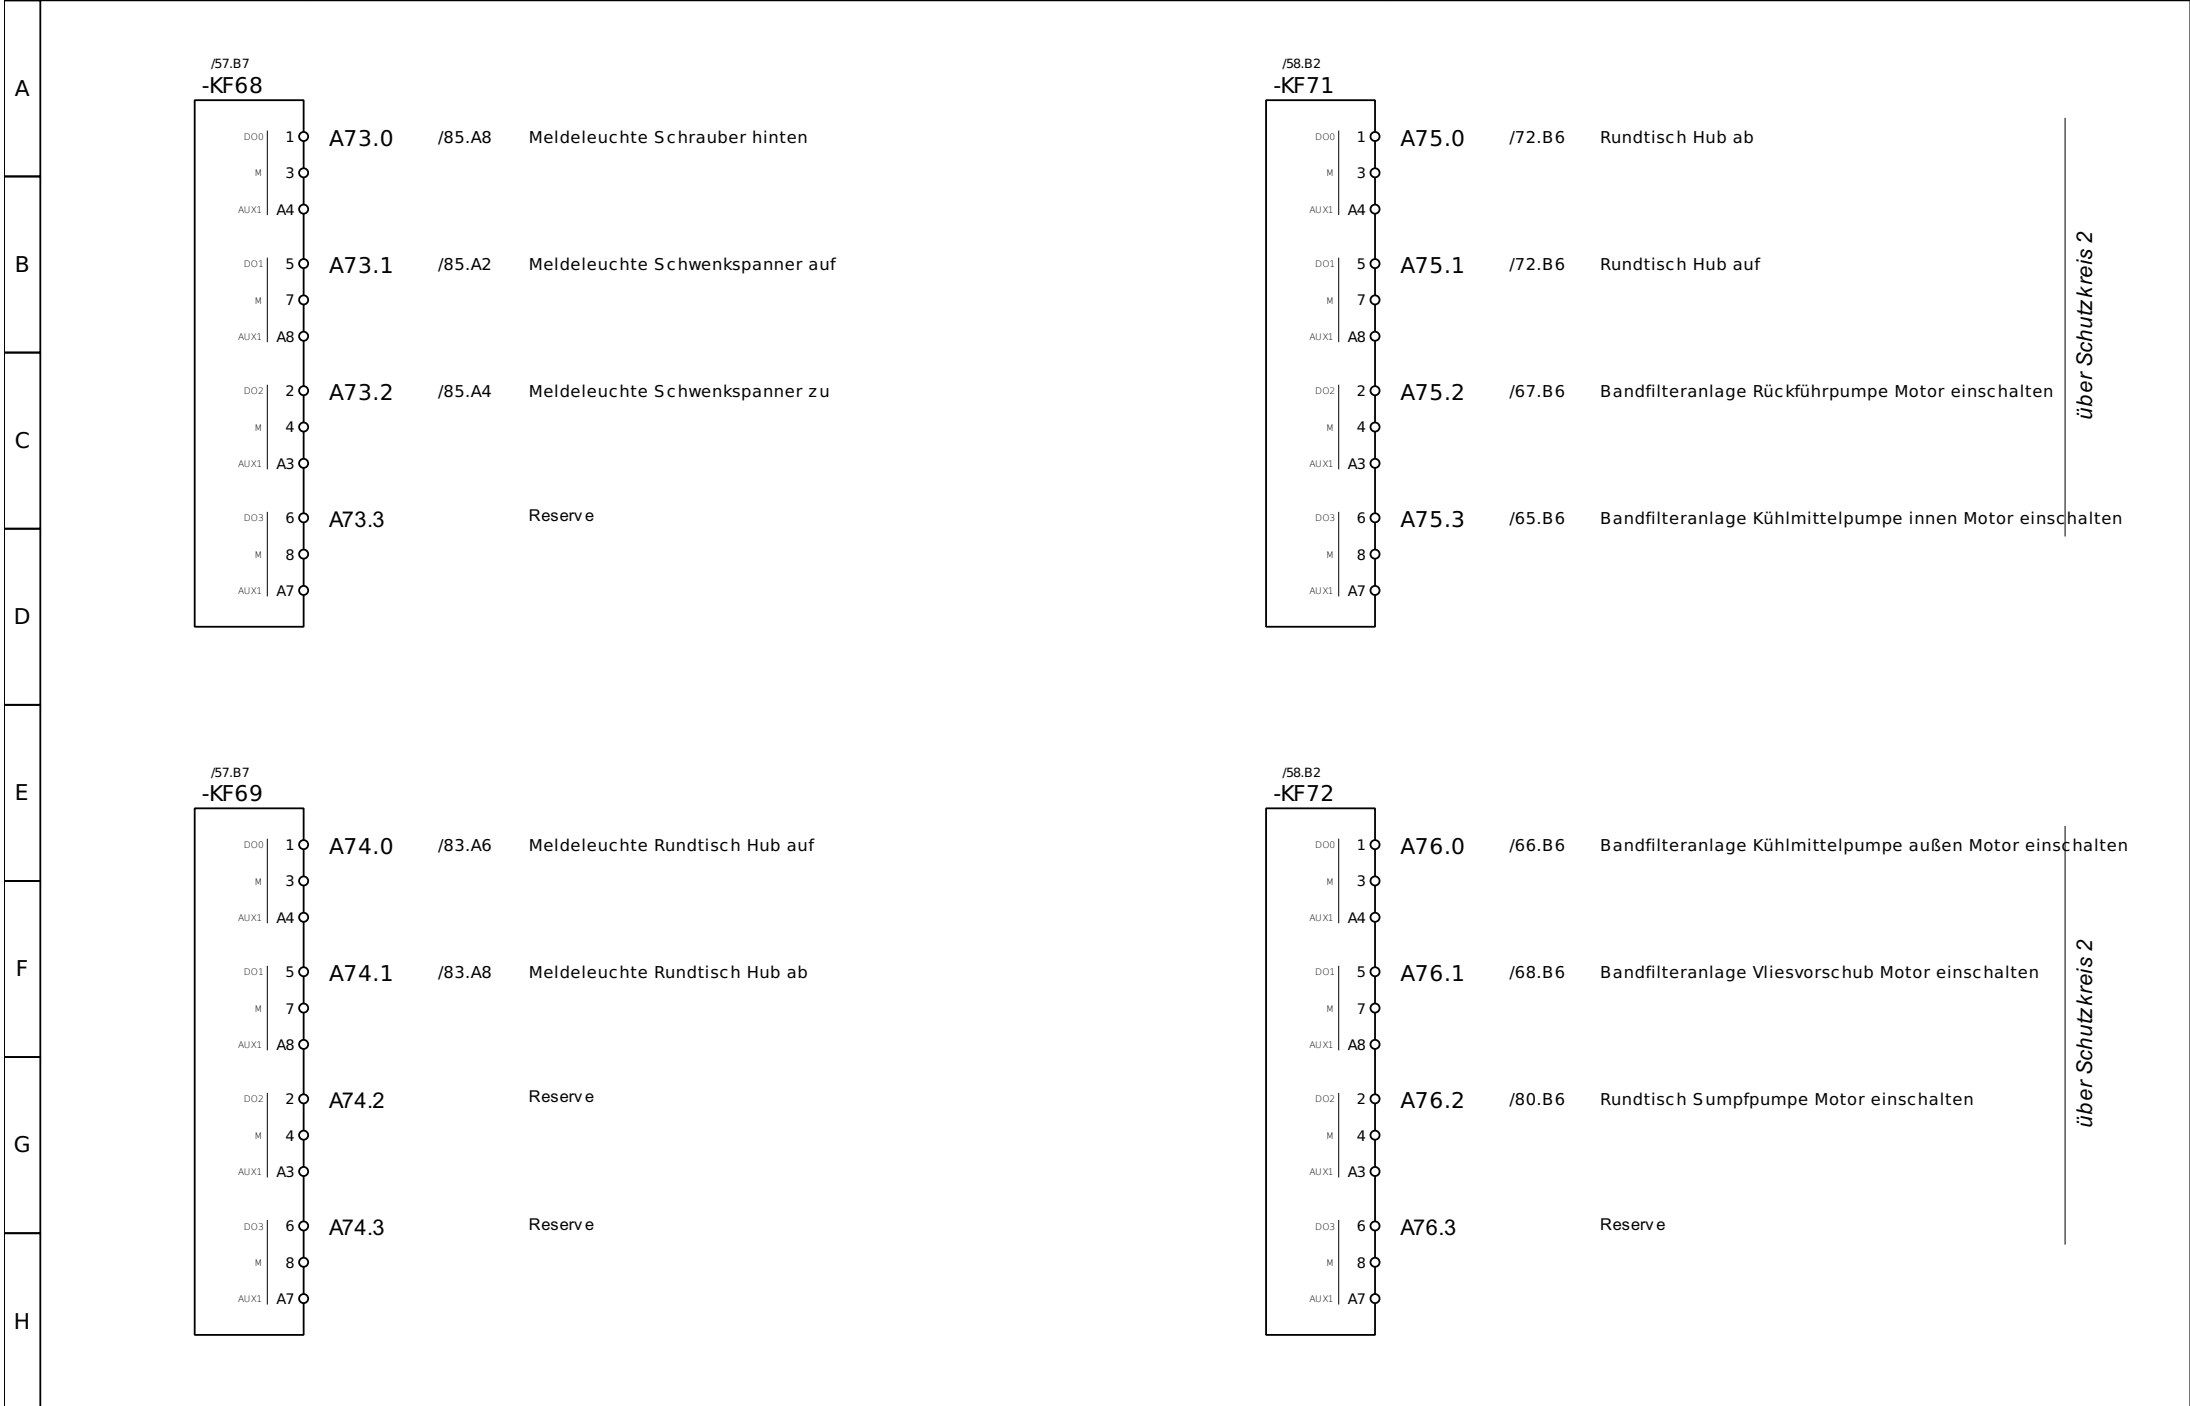 A
B
C
D
E
F
G
H
/57.B7
-KF68
DO0 1 A73.0 /85.A8 Meldeleuchte Schrauber hinten
M 3
AUX1 A4
DO1 5 A73.1 /85.A2 Meldeleuchte Schwenkspanner auf
M 7
AUX1 A8
DO2 2 A73.2 /85.A4 Meldeleuchte Schwenkspanner zu
M 4
AUX1 A3
DO3 6 A73.3 Reserve
M 8
AUX1 A7
/57.B7
-KF69
DO0 1 A74.0 /83.A6 Meldeleuchte Rundtisch Hub auf
M 3
AUX1 A4
DO1 5 A74.1 /83.A8 Meldeleuchte Rundtisch Hub ab
M 7
AUX1 A8
DO2 2 A74.2 Reserve
M 4
AUX1 A3
DO3 6 A74.3 Reserve
M 8
AUX1 A7
/58.B2
-KF71
DO0 1 A75.0 /72.B6 Rundtisch Hub ab
M 3
AUX1 A4
DO1 5 A75.1 /72.B6 Rundtisch Hub auf
M 7
AUX1 A8
DO2 2 A75.2 /67.B6 Bandfilteranlage Rückführpumpe Motor einschalten
M 4
AUX1 A3
DO3 6 A75.3 /65.B6 Bandfilteranlage Kühlmittelpumpe innen Motor einschalten
M 8
AUX1 A7
über Schutzkreis 2
/58.B2
-KF72
DO0 1 A76.0 /66.B6 Bandfilteranlage Kühlmittelpumpe außen Motor einschalten
M 3
AUX1 A4
DO1 5 A76.1 /68.B6 Bandfilteranlage Vliesvorschub Motor einschalten
M 7
AUX1 A8
DO2 2 A76.2 /80.B6 Rundtisch Sumpfpumpe Motor einschalten
M 4
AUX1 A3
DO3 6 A76.3 Reserve
M 8
AUX1 A7
über Schutzkreis 2